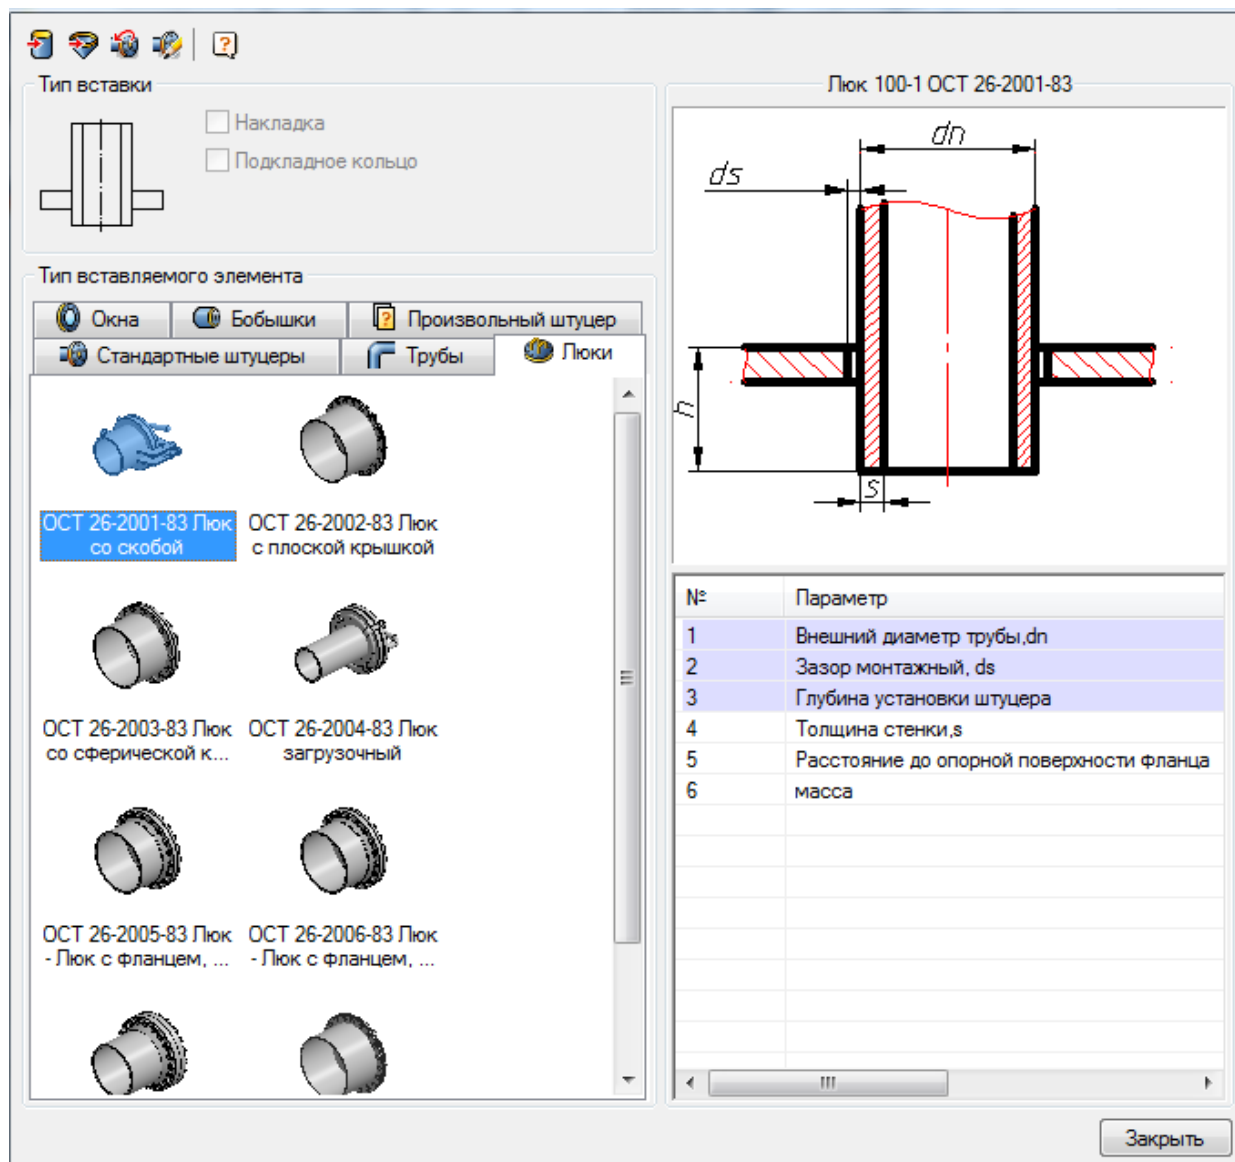 Тип вставки
Накладка
Подкладное кольцо
Тип вставляемого элемента
Окна
Бобышки
Произвольный штуцер
Стандартные штуцеры
Трубы
Люки
ОСТ 26-2001-83 Люк
со скобой
ОСТ 26-2002-83 Люк
с плоской крышкой
ОСТ 26-2003-83 Люк
со сферической к...
ОСТ 26-2004-83 Люк
загрузочный
ОСТ 26-2005-83 Люк
- Люк с фланцем, ...
ОСТ 26-2006-83 Люк
- Люк с фланцем, ...
Люк 100-1 ОСТ 26-2001-83
dn
ds
h
s
№ Параметр
1 Внешний диаметр трубы,dn
2 Зазор монтажный, ds
3 Глубина установки штуцера
4 Толщина стенки,s
5 Расстояние до опорной поверхности фланца
6 масса
Закрыть